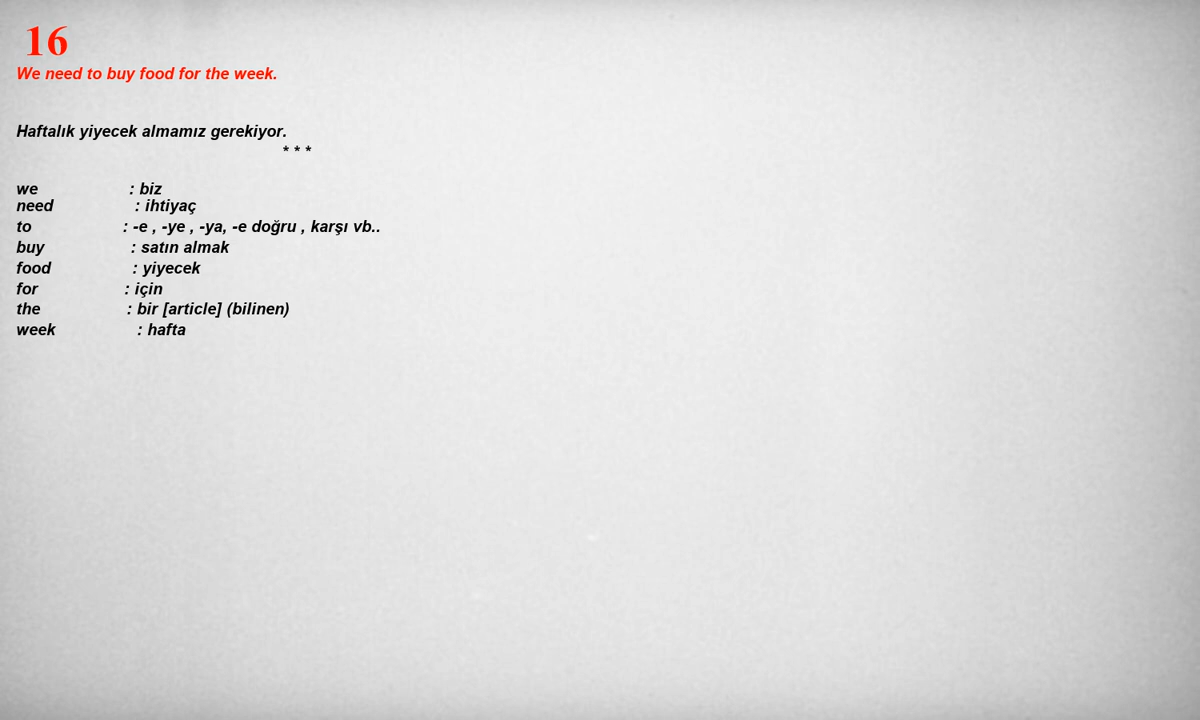 16
We need to buy food for the week.
Haftalık yiyecek almamız gerekiyor.
* * *
we : biz
need : ihtiyaç
to : -e , -ye , -ya, -e doğru , karşı vb..
buy : satın almak
food : yiyecek
for : için
the : bir [article] (bilinen)
week : hafta